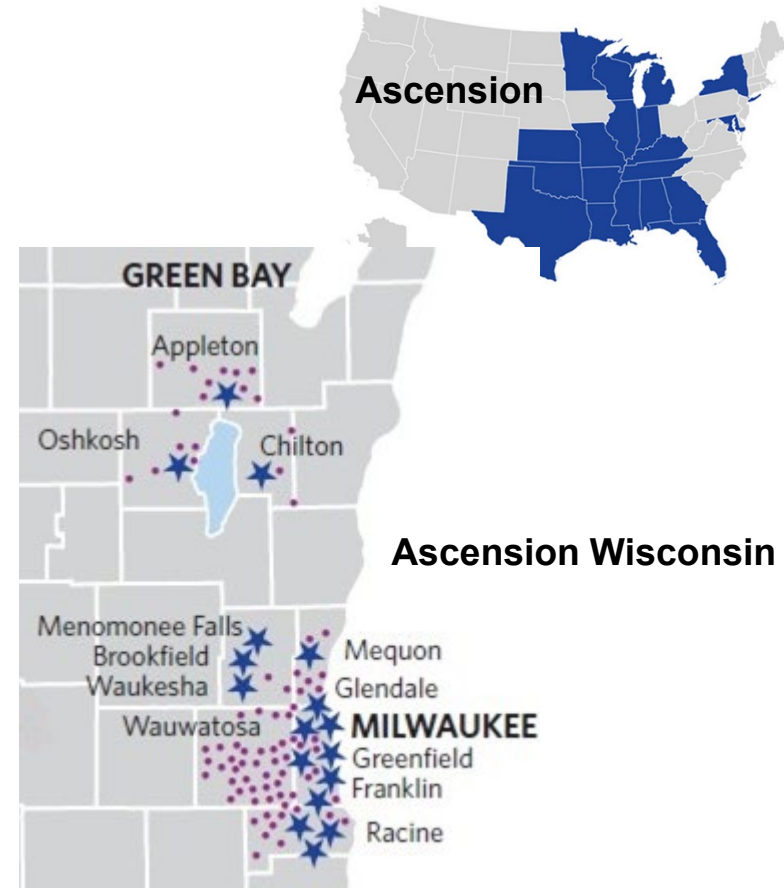 Ascension
GREEN BAY
Appleton
Oshkosh
Chilton
Ascension Wisconsin
Menomonee Falls
Brookfield
Waukesha
Mequon
Glendale
Wauwatosa
MILWAUKEE
Greenfield
Franklin
Racine